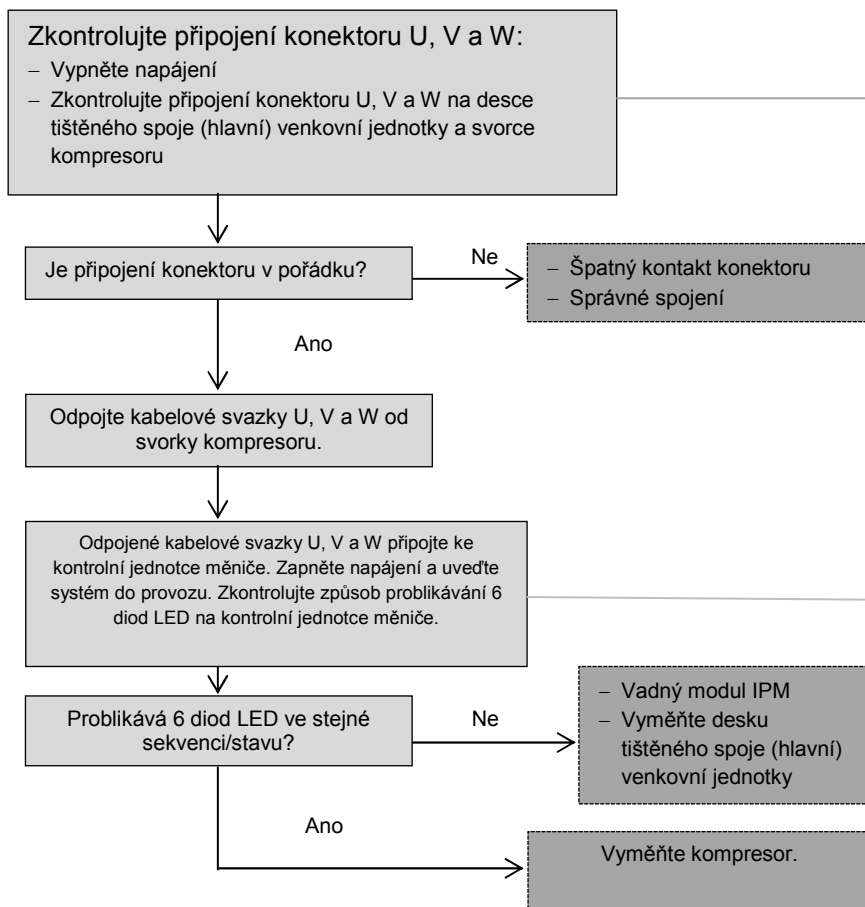 Zkontrolujte připojení konektoru U, V a W:
– Vypněte napájení
– Zkontrolujte připojení konektoru U, V a W na desce
tištěného spoje (hlavní) venkovní jednotky a svorce
kompresoru
Je připojení konektoru v pořádku?
Ne
– Špatný kontakt konektoru
– Správné spojení
Ano
Odpojte kabelové svazky U, V a W od
svorky kompresoru.
Odpojené kabelové svazky U, V a W připojte ke
kontrolní jednotce měniče. Zapněte napájení a uveďte
systém do provozu. Zkontrolujte způsob problikávání 6
diod LED na kontrolní jednotce měniče.
Problikává 6 diod LED ve stejné
sekvenci/stavu?
Ne
– Vadný modul IPM
– Vyměňte desku
tištěného spoje (hlavní)
venkovní jednotky
Ano
Vyměňte kompresor.